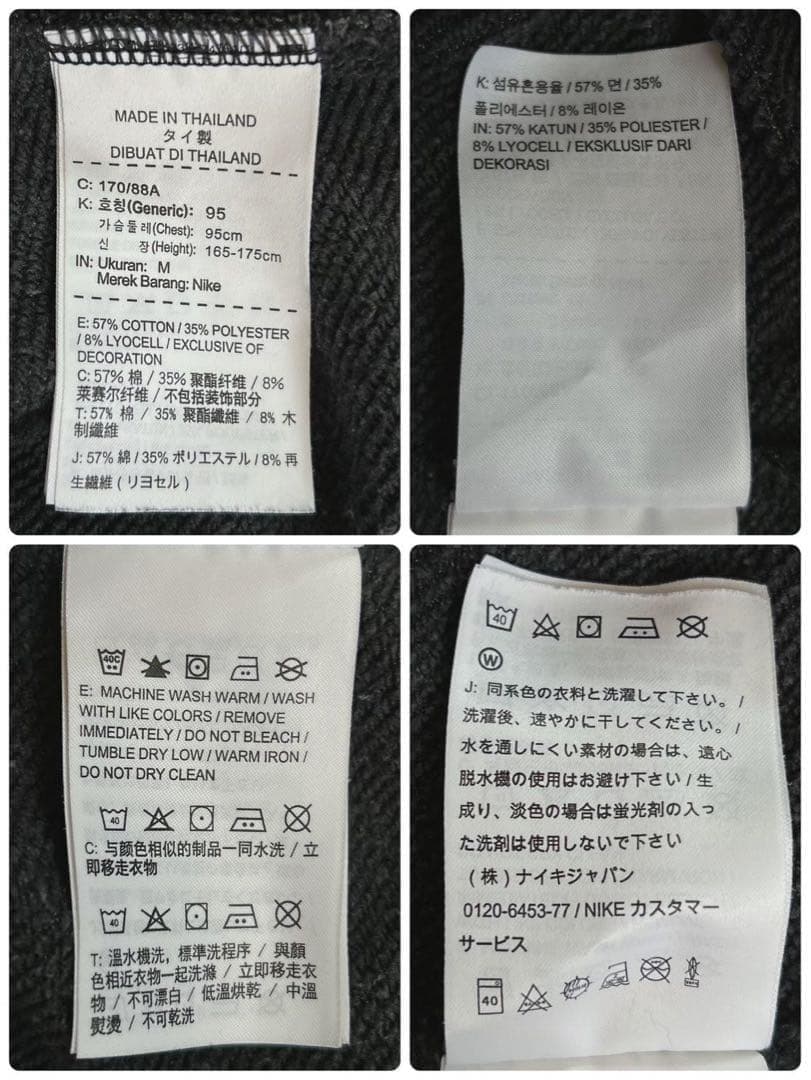 MADE IN THAILAND
タイ製
DIBUAT DI THAILAND
C: 170/88A
K: 호칭(Generic): 95
가슴둘레(Chest): 95cm
신 장(Height): 165-175cm
IN: Ukuran: M
Merek Barang: Nike
E: 57% COTTON / 35% POLYESTER
/ 8% LYOCELL / EXCLUSIVE OF
DECORATION
C: 57% 棉 / 35% 聚酯纤维 / 8%
莱赛尔纤维 / 不包括装饰部分
T: 57% 棉 / 35% 聚酯纖維 / 8% 木
制纖維
J: 57% 綿 / 35% ポリエステル / 8% 再
生繊維 ( リヨセル )
K: 섬유혼용율 / 57% 면 / 35%
폴리에스터 / 8% 레이온
IN: 57% KATUN / 35% POLIESTER /
8% LYOCELL / EKSKLUSIF DARI
DEKORASI
40C
E: MACHINE WASH WARM / WASH
WITH LIKE COLORS / REMOVE
IMMEDIATELY / DO NOT BLEACH /
TUMBLE DRY LOW / WARM IRON /
DO NOT DRY CLEAN
40
C: 与颜色相似的制品一同水洗 / 立
即移走衣物
40
T: 溫水機洗，標準洗程序 / 與顏
色相近衣物一起洗滌 / 立即移走衣
物 / 不可漂白 / 低溫烘乾 / 中溫
熨燙 / 不可乾洗
40
W
J: 同系色の衣料と洗濯して下さい。/
洗濯後、速やかに干してください。/
水を通しにくい素材の場合は、遠心
脱水機の使用はお避け下さい / 生
成り、淡色の場合は蛍光剤の入っ
た洗剤は使用しないで下さい
(株) ナイキジャパン
0120-6453-77 / NIKE カスタマー
サービス
40